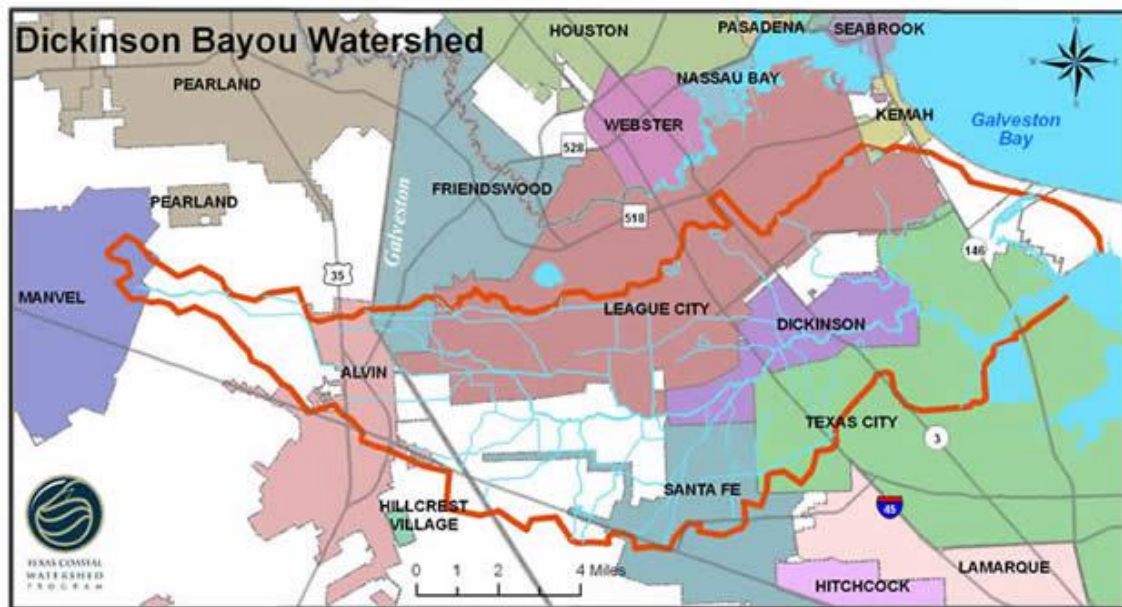 Dickinson Bayou Watershed
HOUSTON
PASADENA
SEABROOK
N
W
E
S
PEARLAND
NASSAU BAY
KEMAH
Galveston
Bay
WEBSTER
528
FRIENDSWOOD
PEARLAND
518
Galveston
146
35
MANVEL
LEAGUE CITY
DICKINSON
ALVIN
TEXAS CITY
3
SANTA FE
HILLCREST
VILLAGE
45
TEXAS COASTAL
WATERSHED
PROGRAM
0 1 2 4 Miles
LAMARQUE
HITCHCOCK